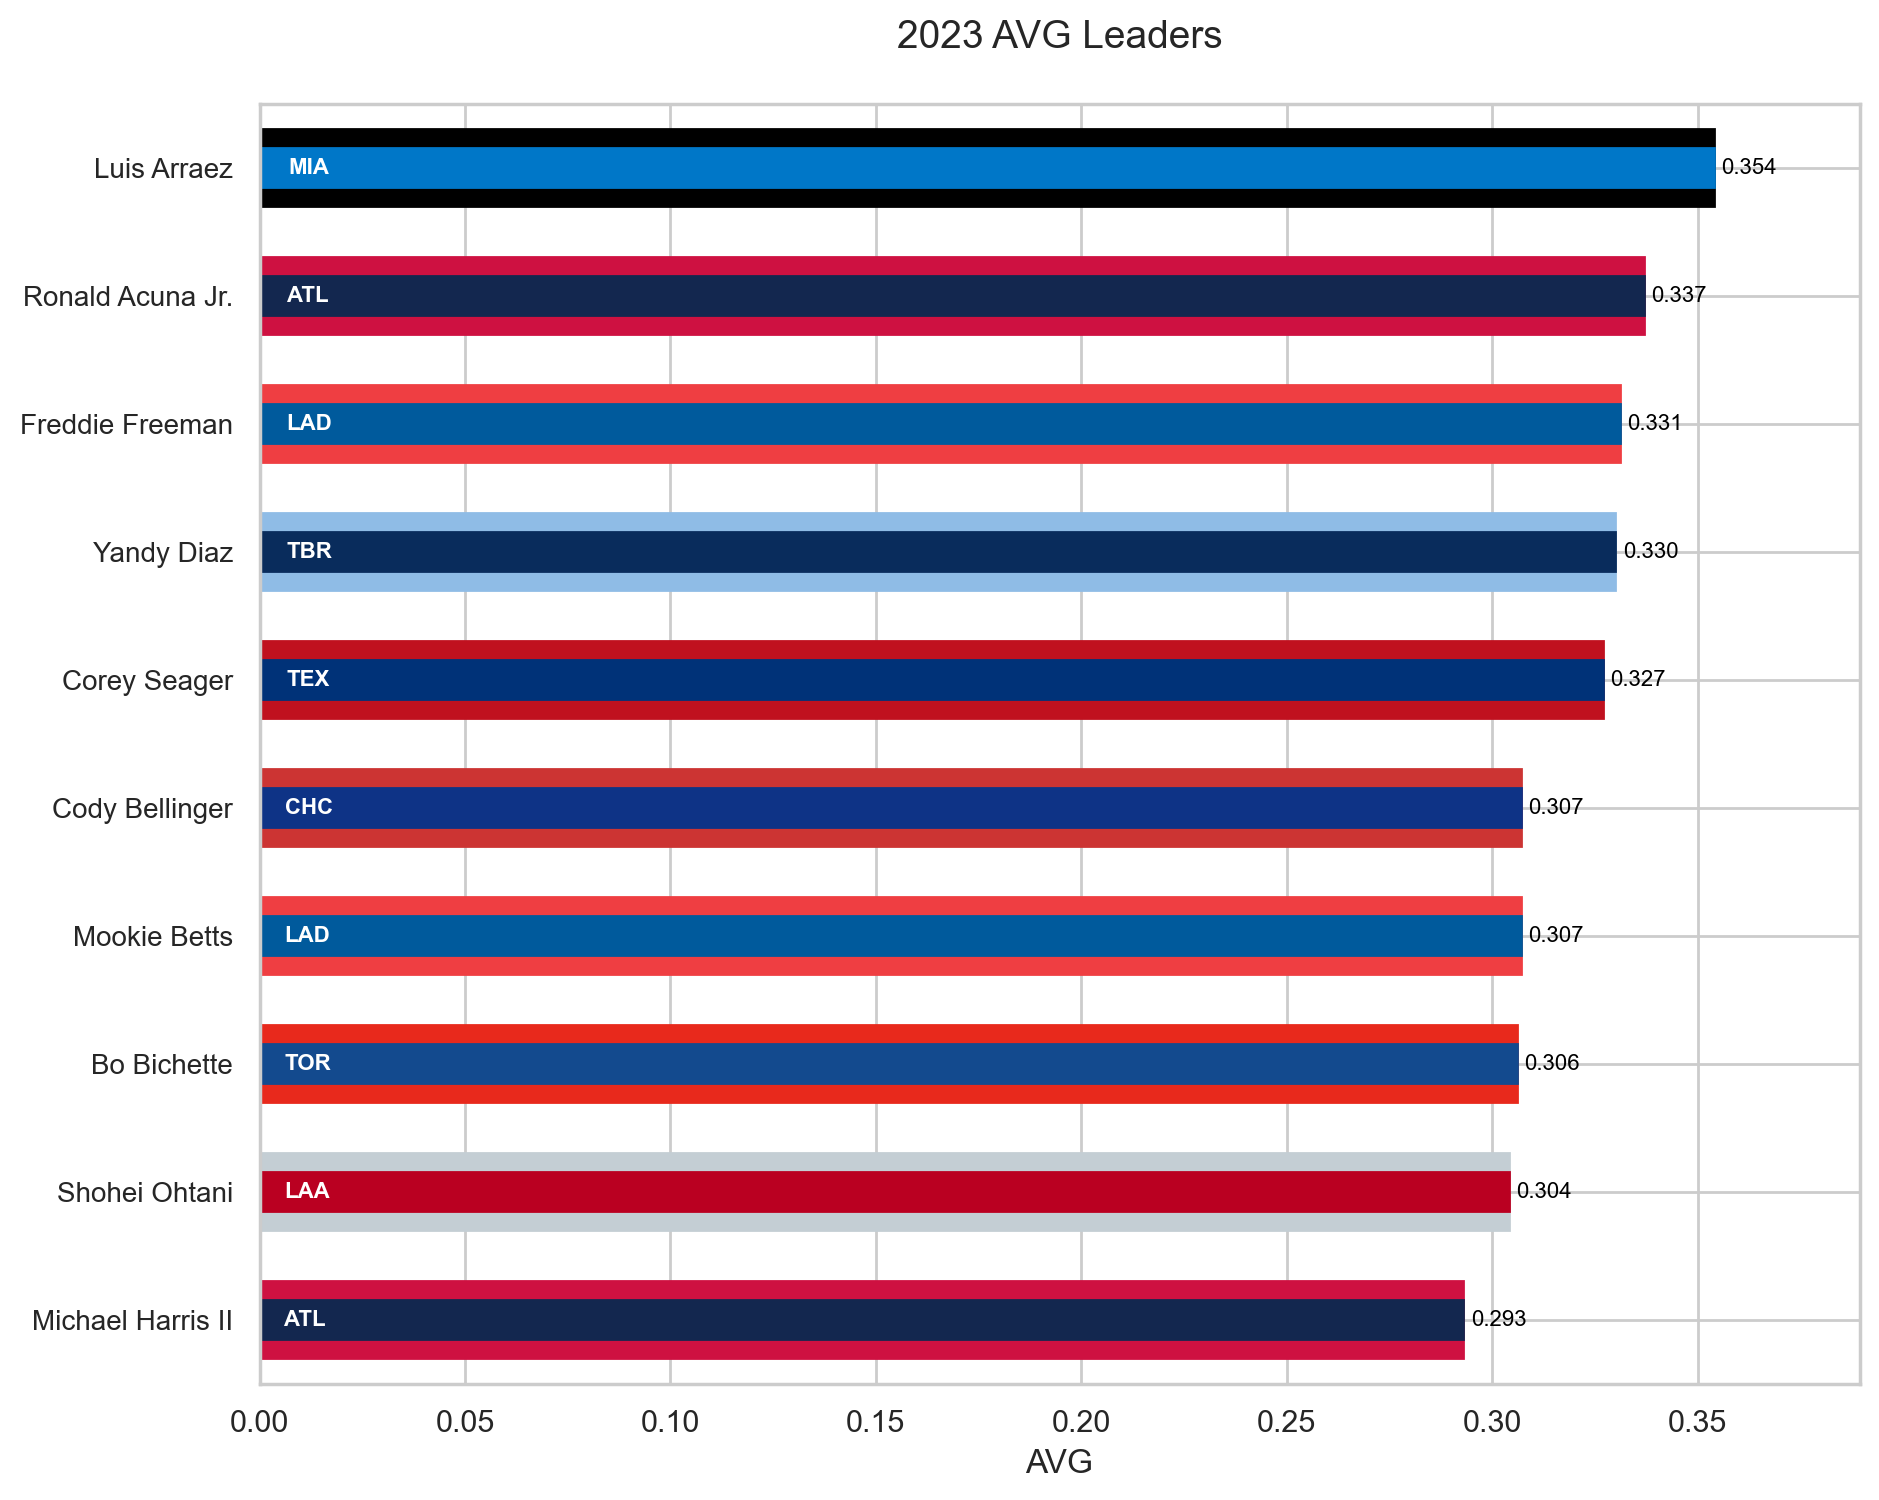 2023 AVG Leaders
Luis Arraez MIA 0.354
Ronald Acuna Jr. ATL 0.337
Freddie Freeman LAD 0.331
Yandy Diaz TBR 0.330
Corey Seager TEX 0.327
Cody Bellinger CHC 0.307
Mookie Betts LAD 0.307
Bo Bichette TOR 0.306
Shohei Ohtani LAA 0.304
Michael Harris II ATL 0.293
0.00 0.05 0.10 0.15 0.20 0.25 0.30 0.35
AVG